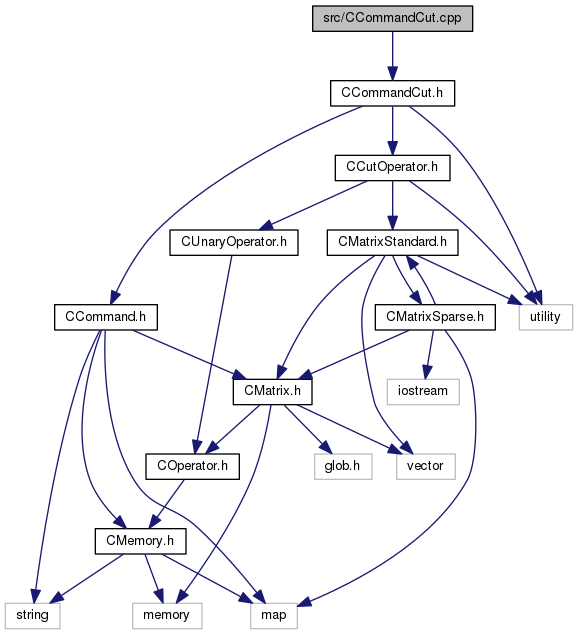 src/CCommandCut.cpp
CCommandCut.h
CCutOperator.h
CUnaryOperator.h
CMatrixStandard.h
CCommand.h
CMatrixSparse.h
utility
CMatrix.h
iostream
COperator.h
glob.h
vector
CMemory.h
string
memory
map